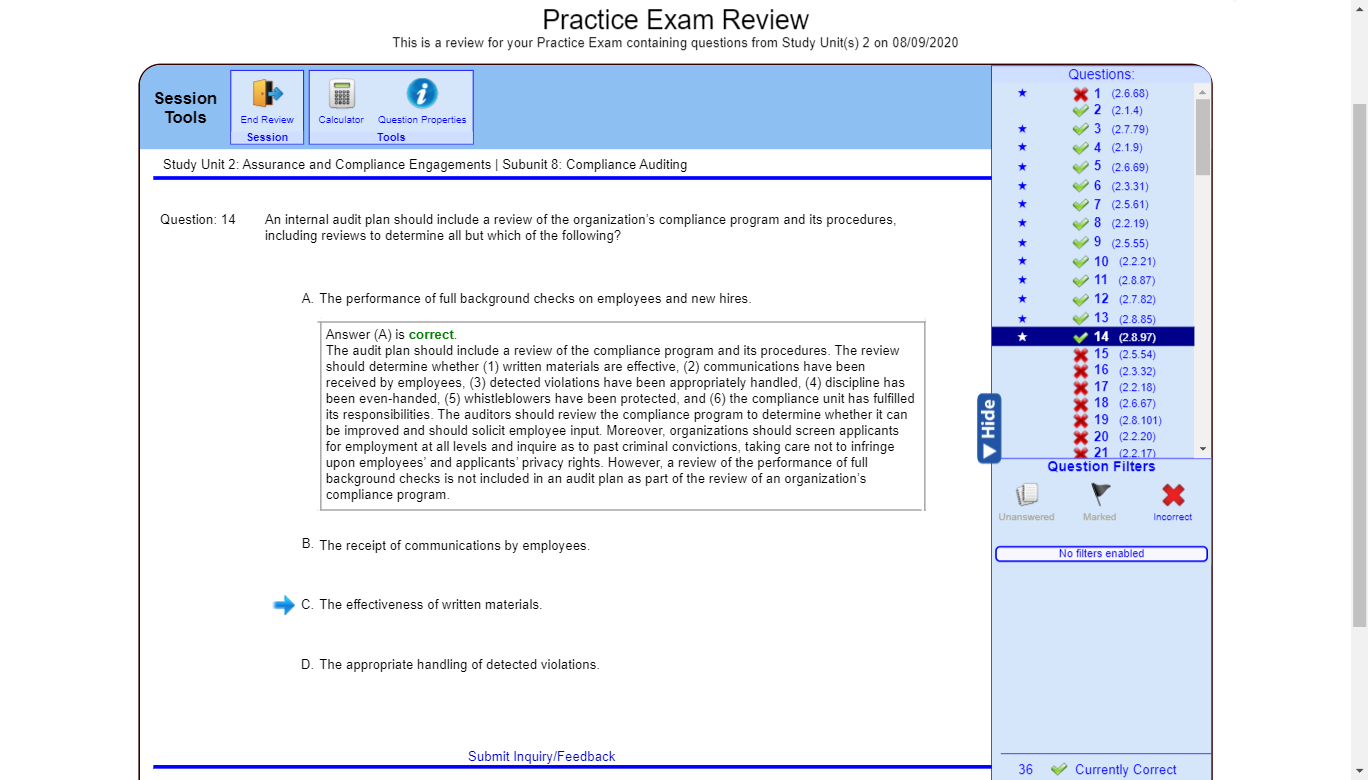 Practice Exam Review
This is a review for your Practice Exam containing questions from Study Unit(s) 2 on 08/09/2020
Session
Tools
End Review
Session
Calculator
Question Properties
Tools
Study Unit 2: Assurance and Compliance Engagements | Subunit 8: Compliance Auditing
Question: 14
An internal audit plan should include a review of the organization's compliance program and its procedures,
including reviews to determine all but which of the following?
A. The performance of full background checks on employees and new hires.
Answer (A) is correct.
The audit plan should include a review of the compliance program and its procedures. The review
should determine whether (1) written materials are effective, (2) communications have been
received by employees, (3) detected violations have been appropriately handled, (4) discipline has
been even-handed, (5) whistleblowers have been protected, and (6) the compliance unit has fulfilled
its responsibilities. The auditors should review the compliance program to determine whether it can
be improved and should solicit employee input. Moreover, organizations should screen applicants
for employment at all levels and inquire as to past criminal convictions, taking care not to infringe
upon employees' and applicants' privacy rights. However, a review of the performance of full
background checks is not included in an audit plan as part of the review of an organization's
compliance program.
B. The receipt of communications by employees.
C. The effectiveness of written materials.
D. The appropriate handling of detected violations.
Submit Inquiry/Feedback
Questions:
1 (2.6.68)
2 (2.1.4)
3 (2.7.79)
4 (2.1.9)
5 (2.6.69)
6 (2.3.31)
7 (2.5.61)
8 (2.2.19)
9 (2.5.55)
10 (2.2.21)
11 (2.8.87)
12 (2.7.82)
13 (2.8.85)
14 (2.8.97)
15 (2.5.54)
16 (2.3.32)
17 (2.2.18)
18 (2.6.67)
19 (2.8.101)
20 (2.2.20)
21 (2.2.17)
Hide
Question Filters
Unanswered
Marked
Incorrect
No filters enabled
36 Currently Correct